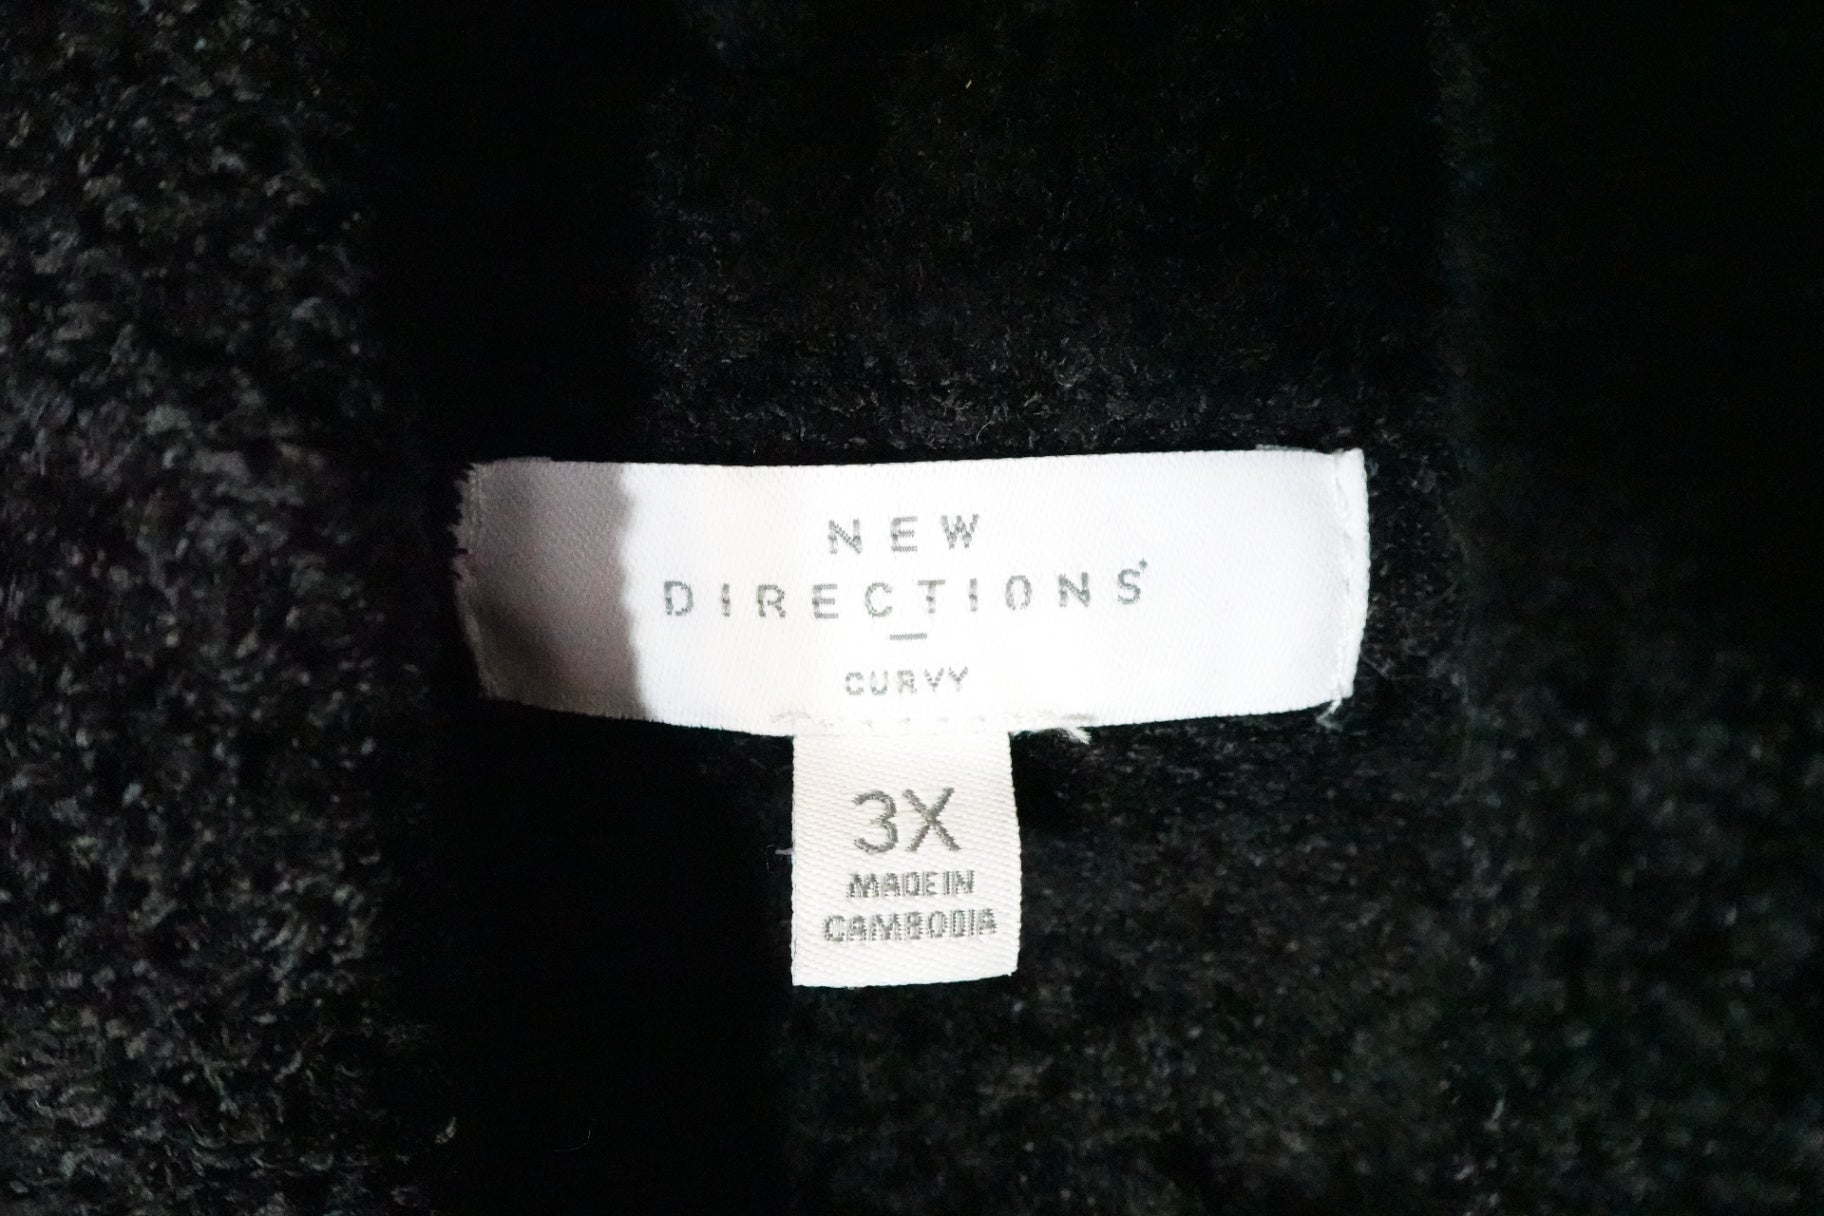 NEW
DIRECTIONS+
CURVY
3X
MADE IN
CAMBODIA